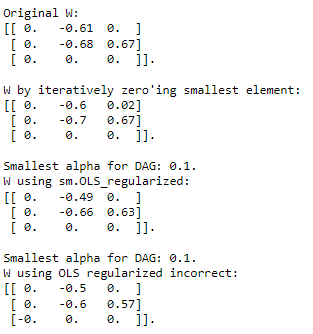 Original W:
[[ 0.   -0.61  0.  ]
 [ 0.   -0.68  0.67]
 [ 0.    0.    0.  ]].

W by iteratively zero'ing smallest element:
[[ 0.   -0.6   0.02]
 [ 0.   -0.7   0.67]
 [ 0.    0.    0.  ]].

Smallest alpha for DAG: 0.1.
W using sm.OLS_regularized:
[[ 0.   -0.49  0.  ]
 [ 0.   -0.66  0.63]
 [ 0.    0.    0.  ]].

Smallest alpha for DAG: 0.1.
W using OLS regularized incorrect:
[[ 0.   -0.5   0.  ]
 [ 0.   -0.6   0.57]
 [-0.    0.    0.  ]].